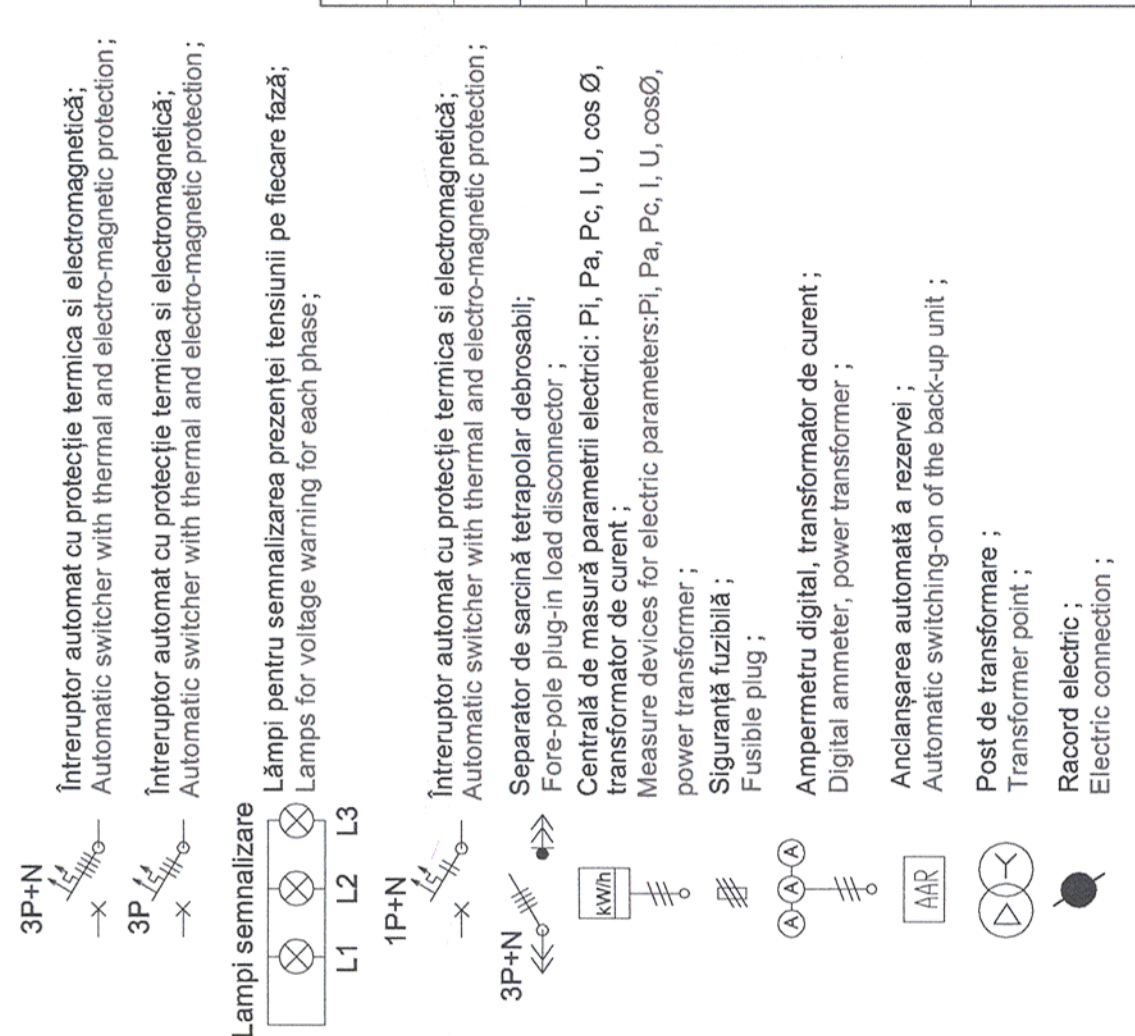 3P+N
Întreruptor automat cu protecție termica si electromagnetică;
Automatic switcher with thermal and electro-magnetic protection;
3P
Întreruptor automat cu protecție termica si electromagnetică;
Automatic switcher with thermal and electro-magnetic protection;
Lampi semnalizare
L1 L2 L3
Lămpi pentru semnalizarea prezenței tensiunii pe fiecare fază;
Lamps for voltage warning for each phase;
1P+N
Întreruptor automat cu protecție termica si electromagnetică;
Automatic switcher with thermal and electro-magnetic protection;
3P+N
Separator de sarcină tetrapolar debrosabil;
Fore-pole plug-in load disconnector;
kW/h
Centrală de masură parametrii electrici: Pi, Pa, Pc, I, U, cos Ø,
transformator de curent;
Measure devices for electric parameters:Pi, Pa, Pc, I, U, cosØ,
power transformer;
Siguranță fuzibilă;
Fusible plug;
A A A
Ampermetru digital, transformator de curent;
Digital ammeter, power transformer;
AAR
Anclanșarea automată a rezervei;
Automatic switching-on of the back-up unit;
Post de transformare;
Transformer point;
Racord electric;
Electric connection;